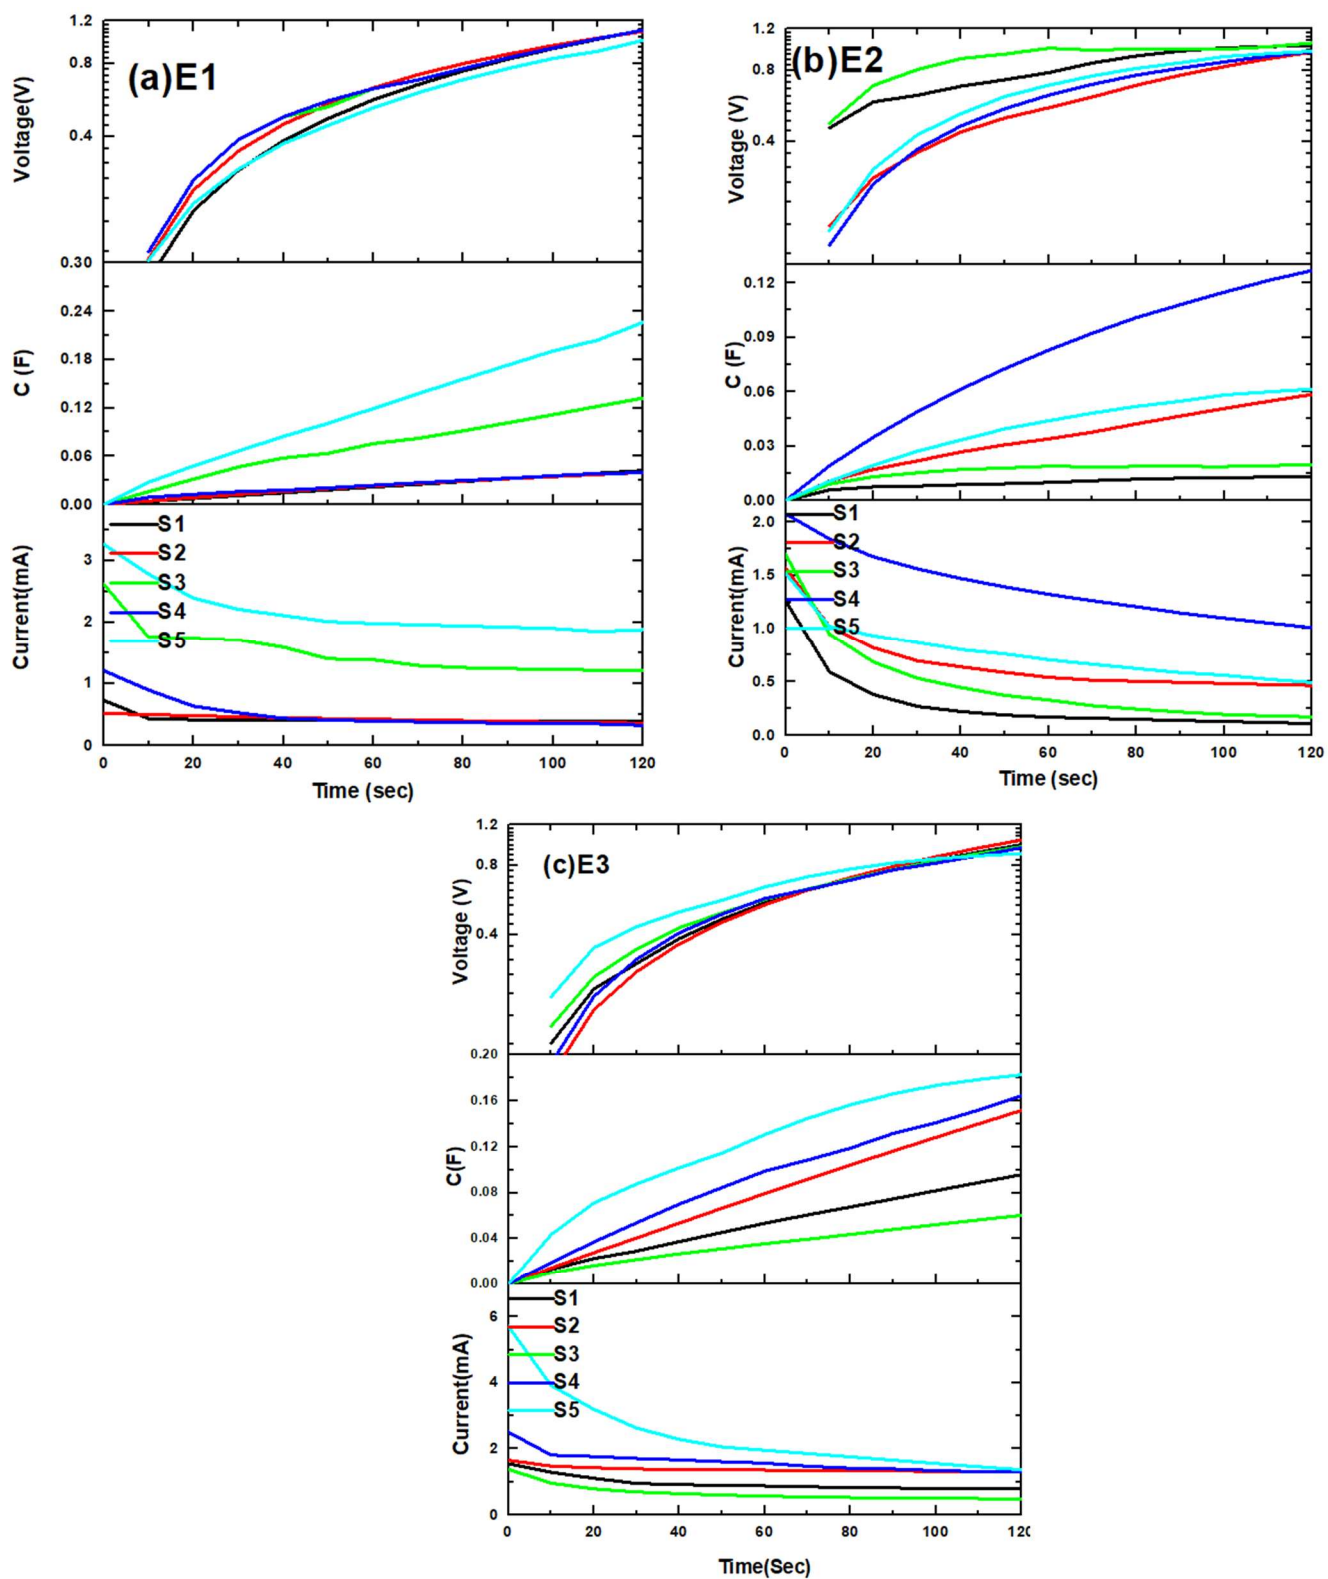 (a)E1
Voltage(V)
1.2
0.8
0.4
C (F)
0.30
0.24
0.18
0.12
0.06
0.00
Current(mA)
3
2
1
0
S1
S2
S3
S4
S5
0 20 40 60 80 100 120
Time (sec)
(b)E2
Voltage (V)
1.2
0.8
0.4
C (F)
0.12
0.09
0.06
0.03
0.00
Current(mA)
2.0
1.5
1.0
0.5
0.0
S1
S2
S3
S4
S5
0 20 40 60 80 100 120
Time (sec)
(c)E3
Voltage (V)
1.2
0.8
0.4
C(F)
0.20
0.16
0.12
0.08
0.04
0.00
Current(mA)
6
4
2
0
S1
S2
S3
S4
S5
0 20 40 60 80 100 120
Time(Sec)